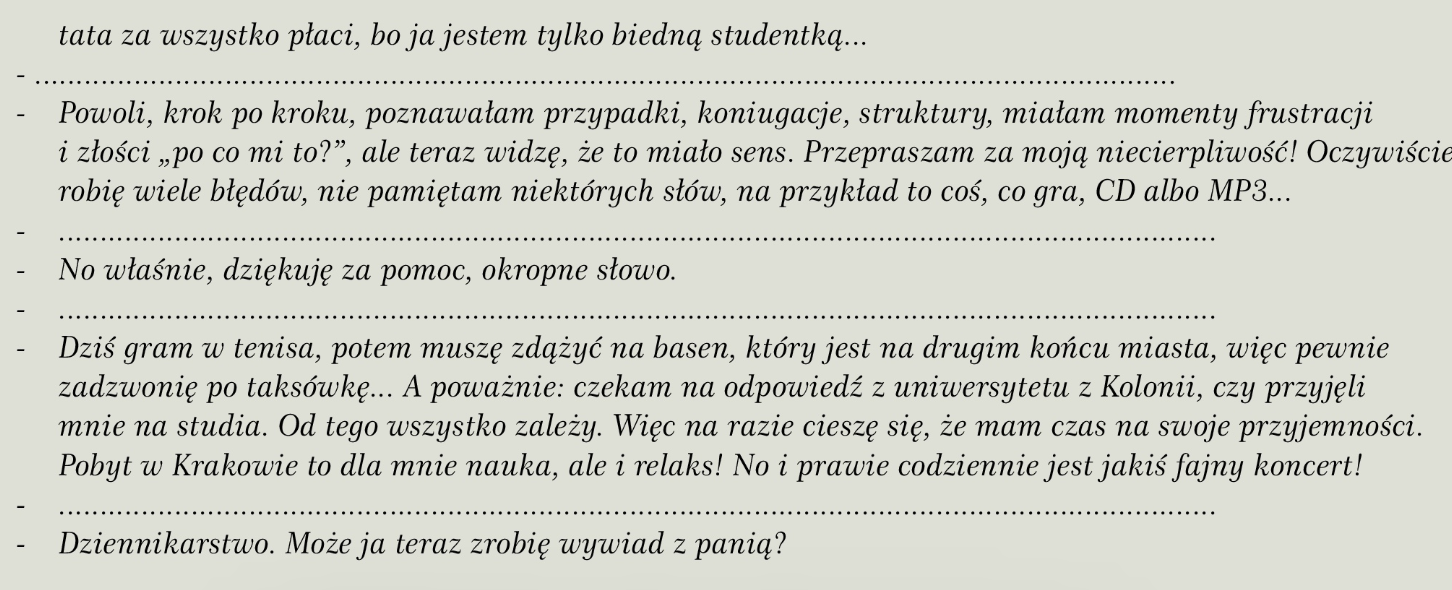 tata za wszystko płaci, bo ja jestem tylko biedną studentką...
- ........................................................................................................................................
- Powoli, krok po kroku, poznawałam przypadki, koniugacje, struktury, miałam momenty frustracji
i złości „po co mi to?”, ale teraz widzę, że to miało sens. Przepraszam za moją niecierpliwość! Oczywiście
robię wiele błędów, nie pamiętam niektórych słów, na przykład to coś, co gra, CD albo MP3...
- ........................................................................................................................................
- No właśnie, dziękuję za pomoc, okropne słowo.
- ........................................................................................................................................
- Dziś gram w tenisa, potem muszę zdążyć na basen, który jest na drugim końcu miasta, więc pewnie
zadzwonię po taksówkę... A poważnie: czekam na odpowiedź z uniwersytetu z Kolonii, czy przyjęli
mnie na studia. Od tego wszystko zależy. Więc na razie cieszę się, że mam czas na swoje przyjemności.
Pobyt w Krakowie to dla mnie nauka, ale i relaks! No i prawie codziennie jest jakiś fajny koncert!
- ........................................................................................................................................
- Dziennikarstwo. Może ja teraz zrobię wywiad z panią?